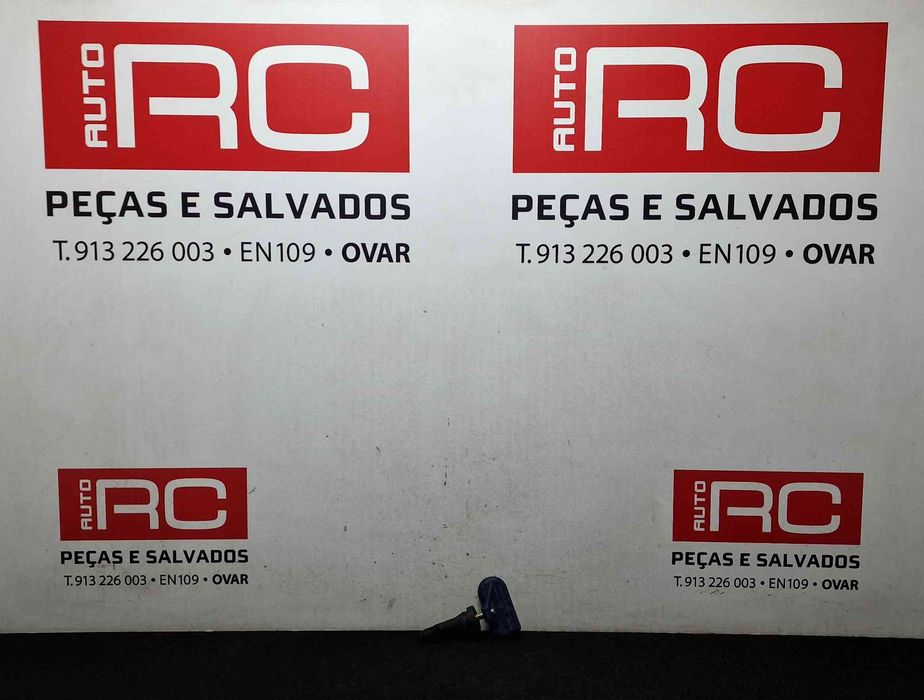 AUTO RC
PEÇAS E SALVADOS
T. 913 226 003 • EN109 • OVAR
AUTO RC
PEÇAS E SALVADOS
T. 913 226 003 • EN109 • OVAR
AUTO RC
PEÇAS E SALVADOS
T. 913 226 003 • EN109 • OVAR
AUTO RC
PEÇAS E SALVADOS
T. 913 226 003 • EN109 • OVAR